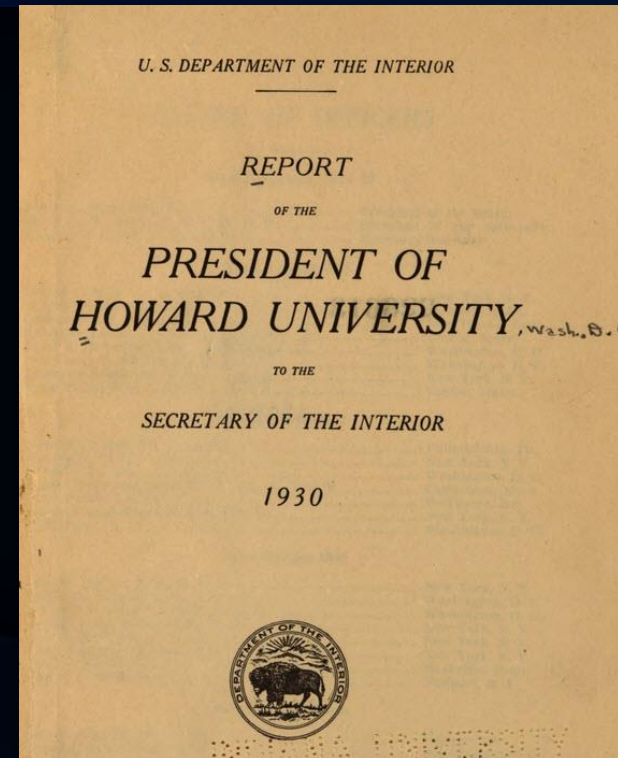 U. S. DEPARTMENT OF THE INTERIOR
REPORT
OF THE
PRESIDENT OF
HOWARD UNIVERSITY, Wash. D.
TO THE
SECRETARY OF THE INTERIOR
1930
DEPARTMENT OF THE INTERIOR
UNIVERSITY